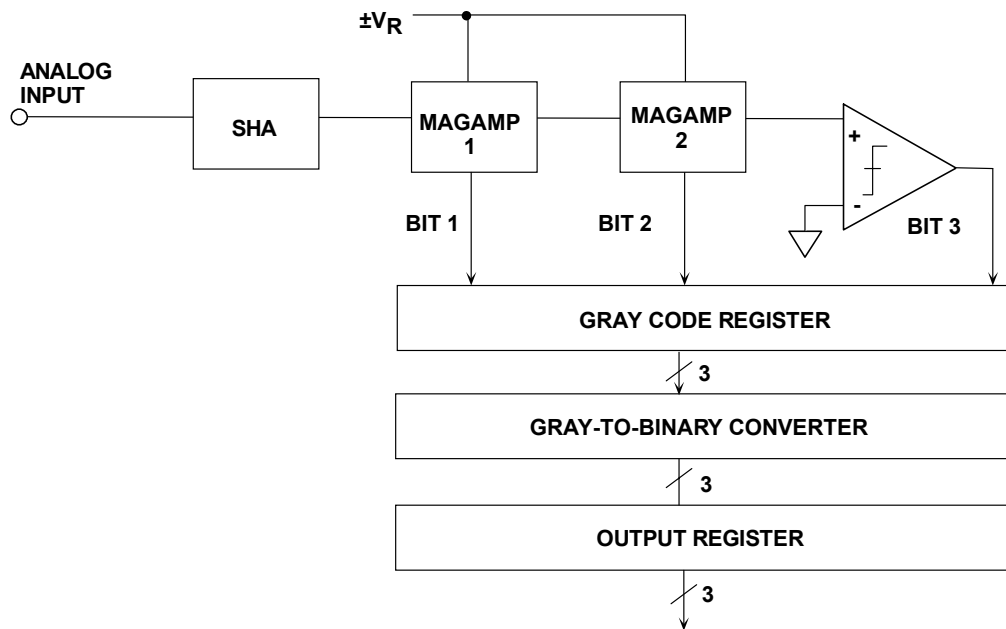 ±VR
ANALOG
INPUT
SHA
MAGAMP
1
MAGAMP
2
+
-
BIT 1
BIT 2
BIT 3
GRAY CODE REGISTER
3
GRAY-TO-BINARY CONVERTER
3
OUTPUT REGISTER
3